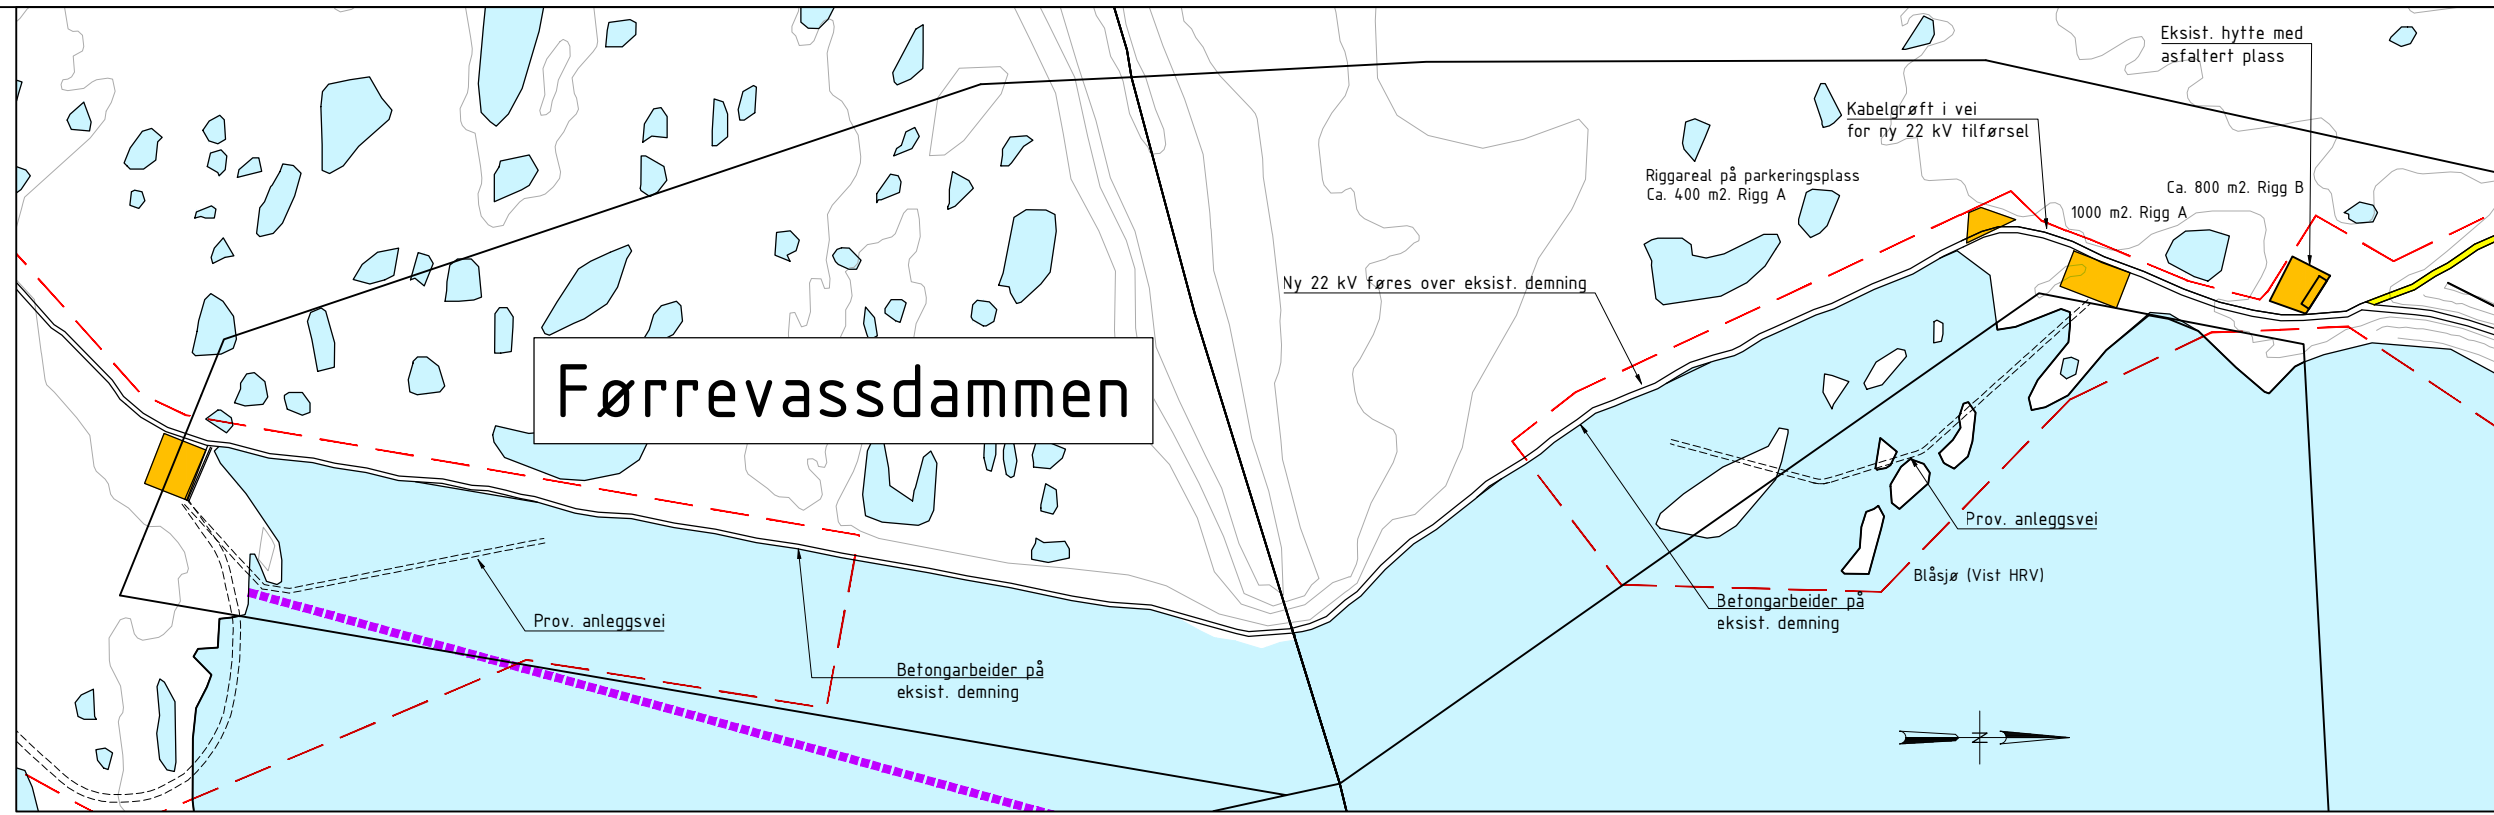 Eksist. hytte med
asfaltert plass
Kabelgrøft i vei
for ny 22 kV tilførsel
Riggareal på parkeringsplass
Ca. 400 m2. Rigg A
Ca. 800 m2. Rigg B
1000 m2. Rigg A
Ny 22 kV føres over eksist. demning
Førrevassdammen
Prov. anleggsvei
Blåsjø (Vist HRV)
Betongarbeider på
eksist. demning
Prov. anleggsvei
Betongarbeider på
eksist. demning
N